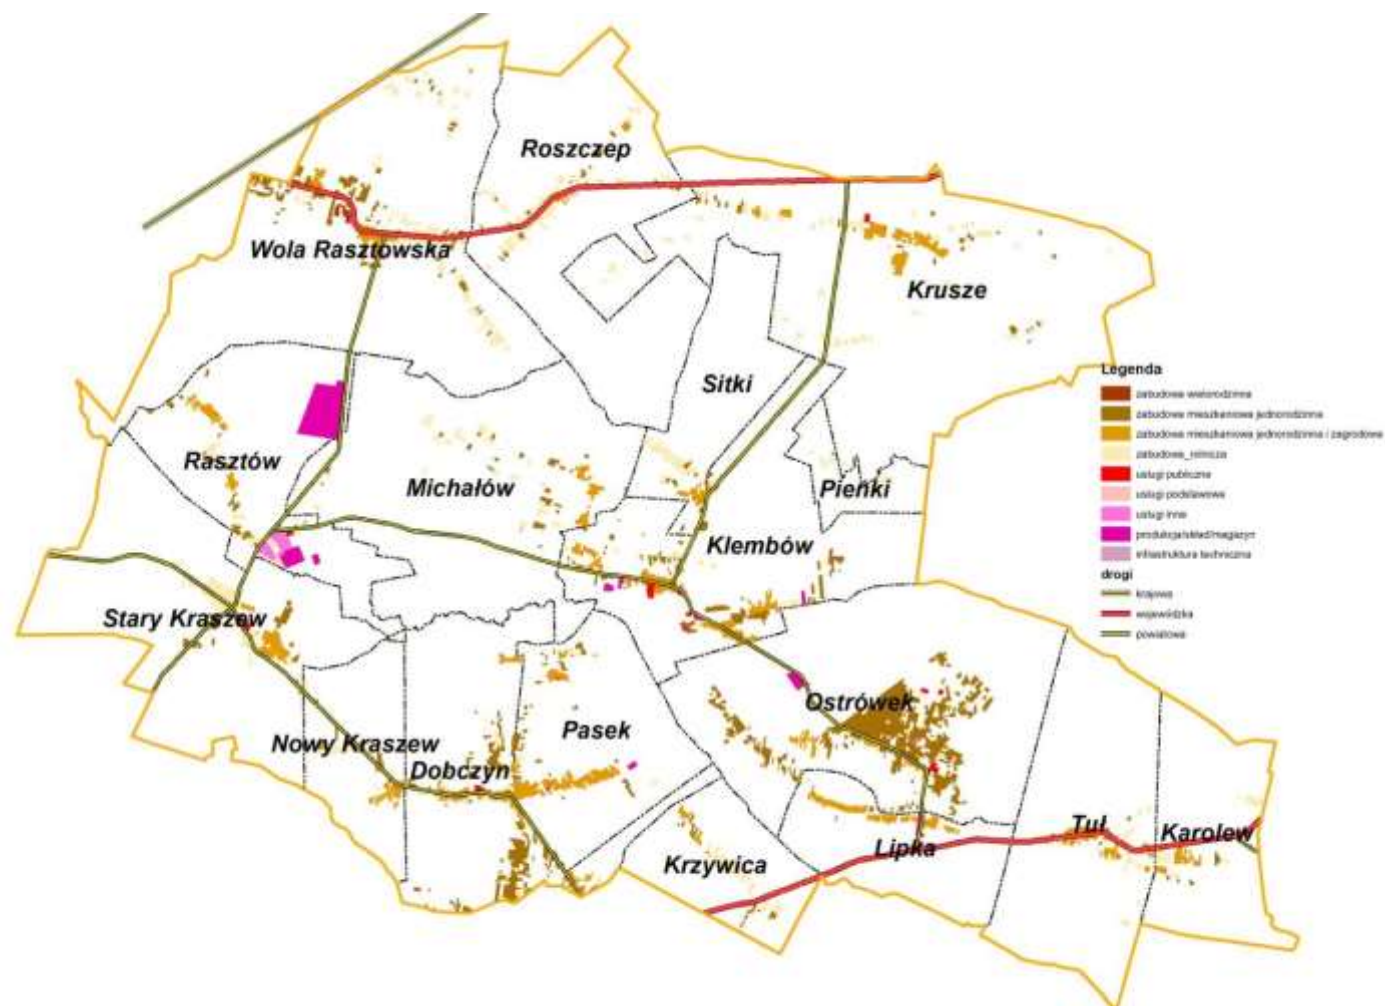 Roszczep
Wola Rasztowska
Krusze
Sitki
Rasztów
Michałów
Pieńki
Klembów
Stary Kraszew
Ostrówek
Nowy Kraszew
Pasek
Dobczyn
Tuł
Karolew
Lipka
Krzywica
Legenda
zabudowa wielorodzinna
zabudowa mieszkaniowa jednorodzinna
zabudowa mieszkaniowa jednorodzinna i zagrodowa
zabudowa_rolnicza
usługi publiczne
usługi podstawowe
usługi inne
produkcja/skład/magazyn
infrastruktura techniczna
drogi
krajowa
wojewódzka
powiatowa